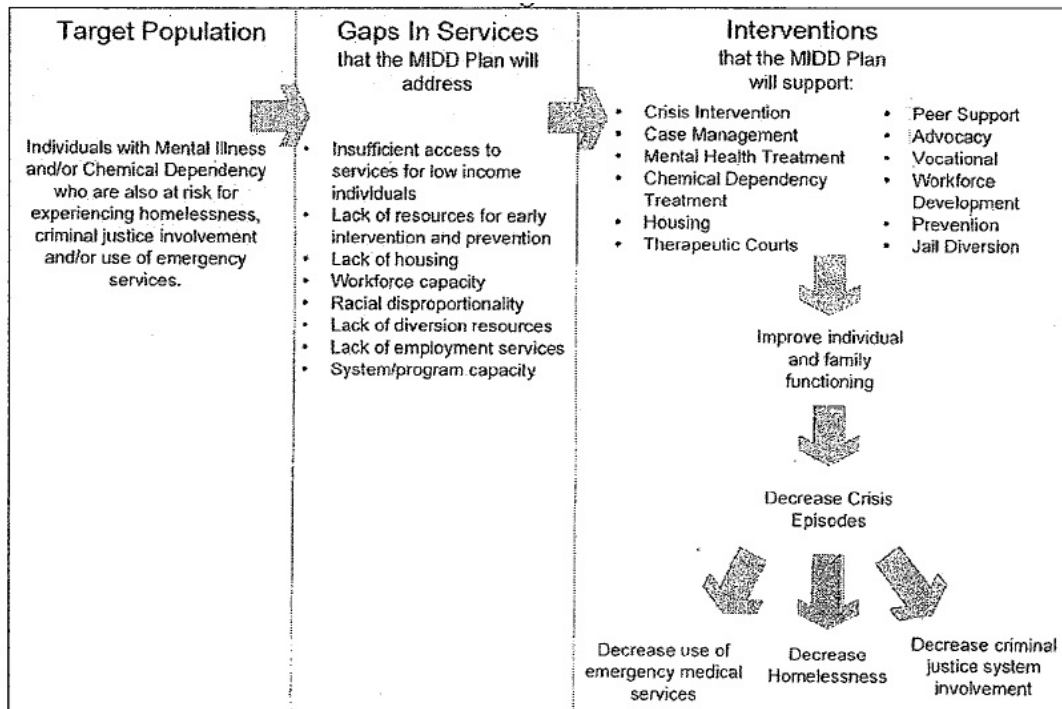 Target Population
Individuals with Mental Illness
and/or Chemical Dependency
who are also at risk for
experiencing homelessness,
criminal justice involvement
and/or use of emergency
services.
Gaps In Services
that the MIDD Plan will
address
• Insufficient access to
services for low income
individuals
• Lack of resources for early
intervention and prevention
• Lack of housing
• Workforce capacity
• Racial disproportionality
• Lack of diversion resources
• Lack of employment services
• System/program capacity
Interventions
that the MIDD Plan
will support:
• Crisis Intervention
• Case Management
• Mental Health Treatment
• Chemical Dependency
Treatment
• Housing
• Therapeutic Courts
• Peer Support
• Advocacy
• Vocational
• Workforce
Development
• Prevention
• Jail Diversion
Improve individual
and family
functioning
Decrease Crisis
Episodes
Decrease use of
emergency medical
services
Decrease
Homelessness
Decrease criminal
justice system
involvement